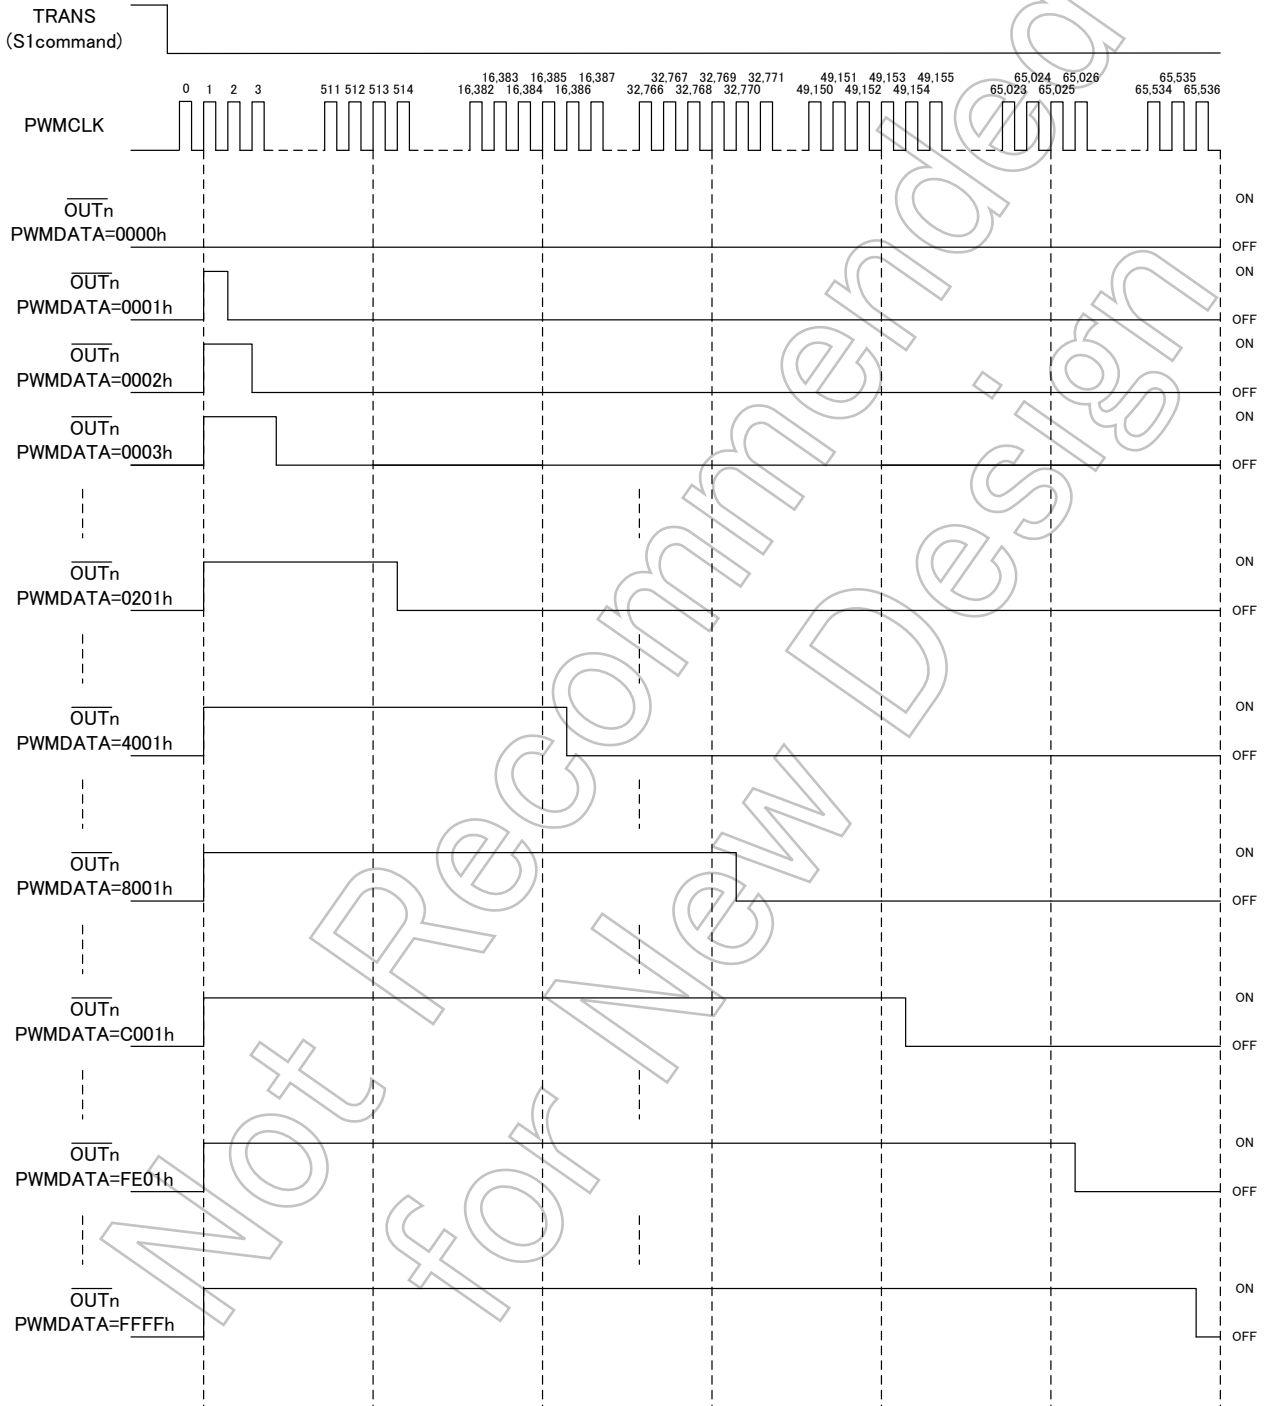 TRANS
(S1command)
16,383 16,385 16,387 32,767 32,769 32,771 49,151 49,153 49,155 65,024 65,026 65,535
0 1 2 3 511 512 513 514 16,382 16,384 16,386 32,766 32,768 32,770 49,150 49,152 49,154 65,023 65,025 65,534 65,536
PWMCLK
OUTn
PWMDATA=0000h
ON
OFF
OUTn
PWMDATA=0001h
ON
OFF
OUTn
PWMDATA=0002h
ON
OFF
OUTn
PWMDATA=0003h
ON
OFF
OUTn
PWMDATA=0201h
ON
OFF
OUTn
PWMDATA=4001h
ON
OFF
OUTn
PWMDATA=8001h
ON
OFF
OUTn
PWMDATA=C001h
ON
OFF
OUTn
PWMDATA=FE01h
ON
OFF
OUTn
PWMDATA=FFFFh
ON
OFF
Not Recommended
for New Design